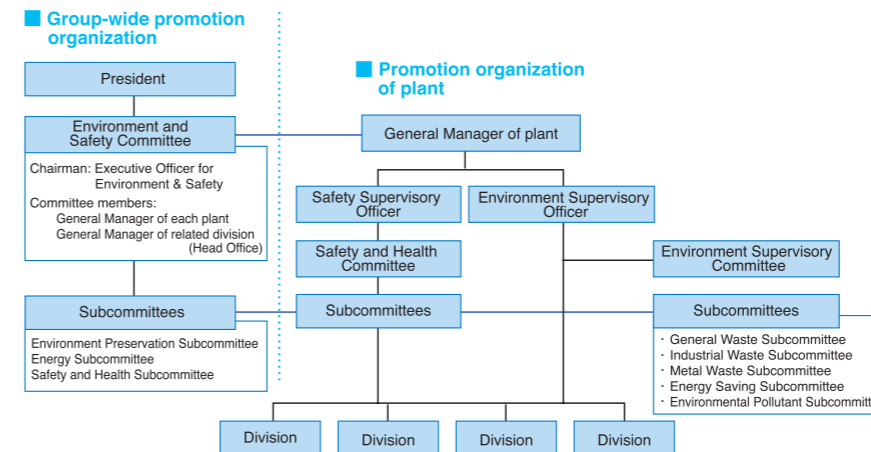 Group-wide promotion
organization
President
Environment and
Safety Committee
Chairman: Executive Officer for
Environment & Safety
Committee members:
General Manager of each plant
General Manager of related division
(Head Office)
Subcommittees
Environment Preservation Subcommittee
Energy Subcommittee
Safety and Health Subcommittee
Promotion organization
of plant
General Manager of plant
Safety Supervisory
Officer
Environment Supervisory
Officer
Safety and Health
Committee
Environment Supervisory
Committee
Subcommittees
Subcommittees
· General Waste Subcommittee
· Industrial Waste Subcommittee
· Metal Waste Subcommittee
· Energy Saving Subcommittee
· Environmental Pollutant Subcommitt
Division
Division
Division
Division